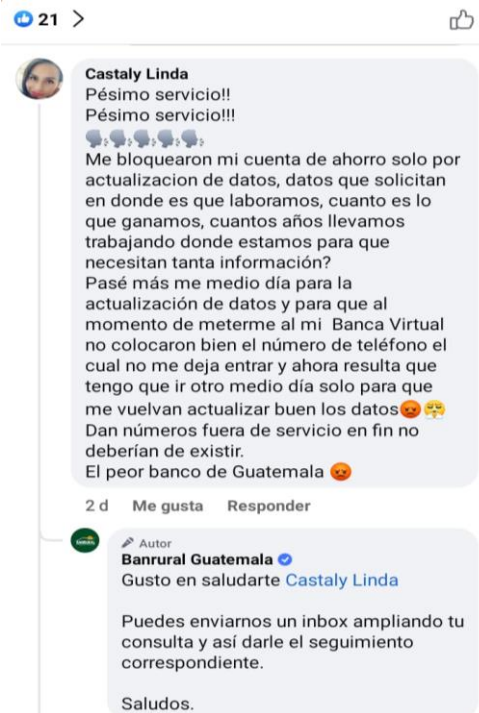 21
Castaly Linda
Pésimo servicio!!
Pésimo servicio!!!
🗣🗣🗣🗣🗣
Me bloquearon mi cuenta de ahorro solo por
actualizacion de datos, datos que solicitan
en donde es que laboramos, cuanto es lo
que ganamos, cuantos años llevamos
trabajando donde estamos para que
necesitan tanta información?
Pasé más me medio día para la
actualización de datos y para que al
momento de meterme al mi Banca Virtual
no colocaron bien el número de teléfono el
cual no me deja entrar y ahora resulta que
tengo que ir otro medio día solo para que
me vuelvan actualizar buen los datos😡😤
Dan números fuera de servicio en fin no
deberían de existir.
El peor banco de Guatemala 😡
2 d Me gusta Responder
Autor
Banrural Guatemala
Gusto en saludarte Castaly Linda
Puedes enviarnos un inbox ampliando tu
consulta y así darle el seguimiento
correspondiente.
Saludos.